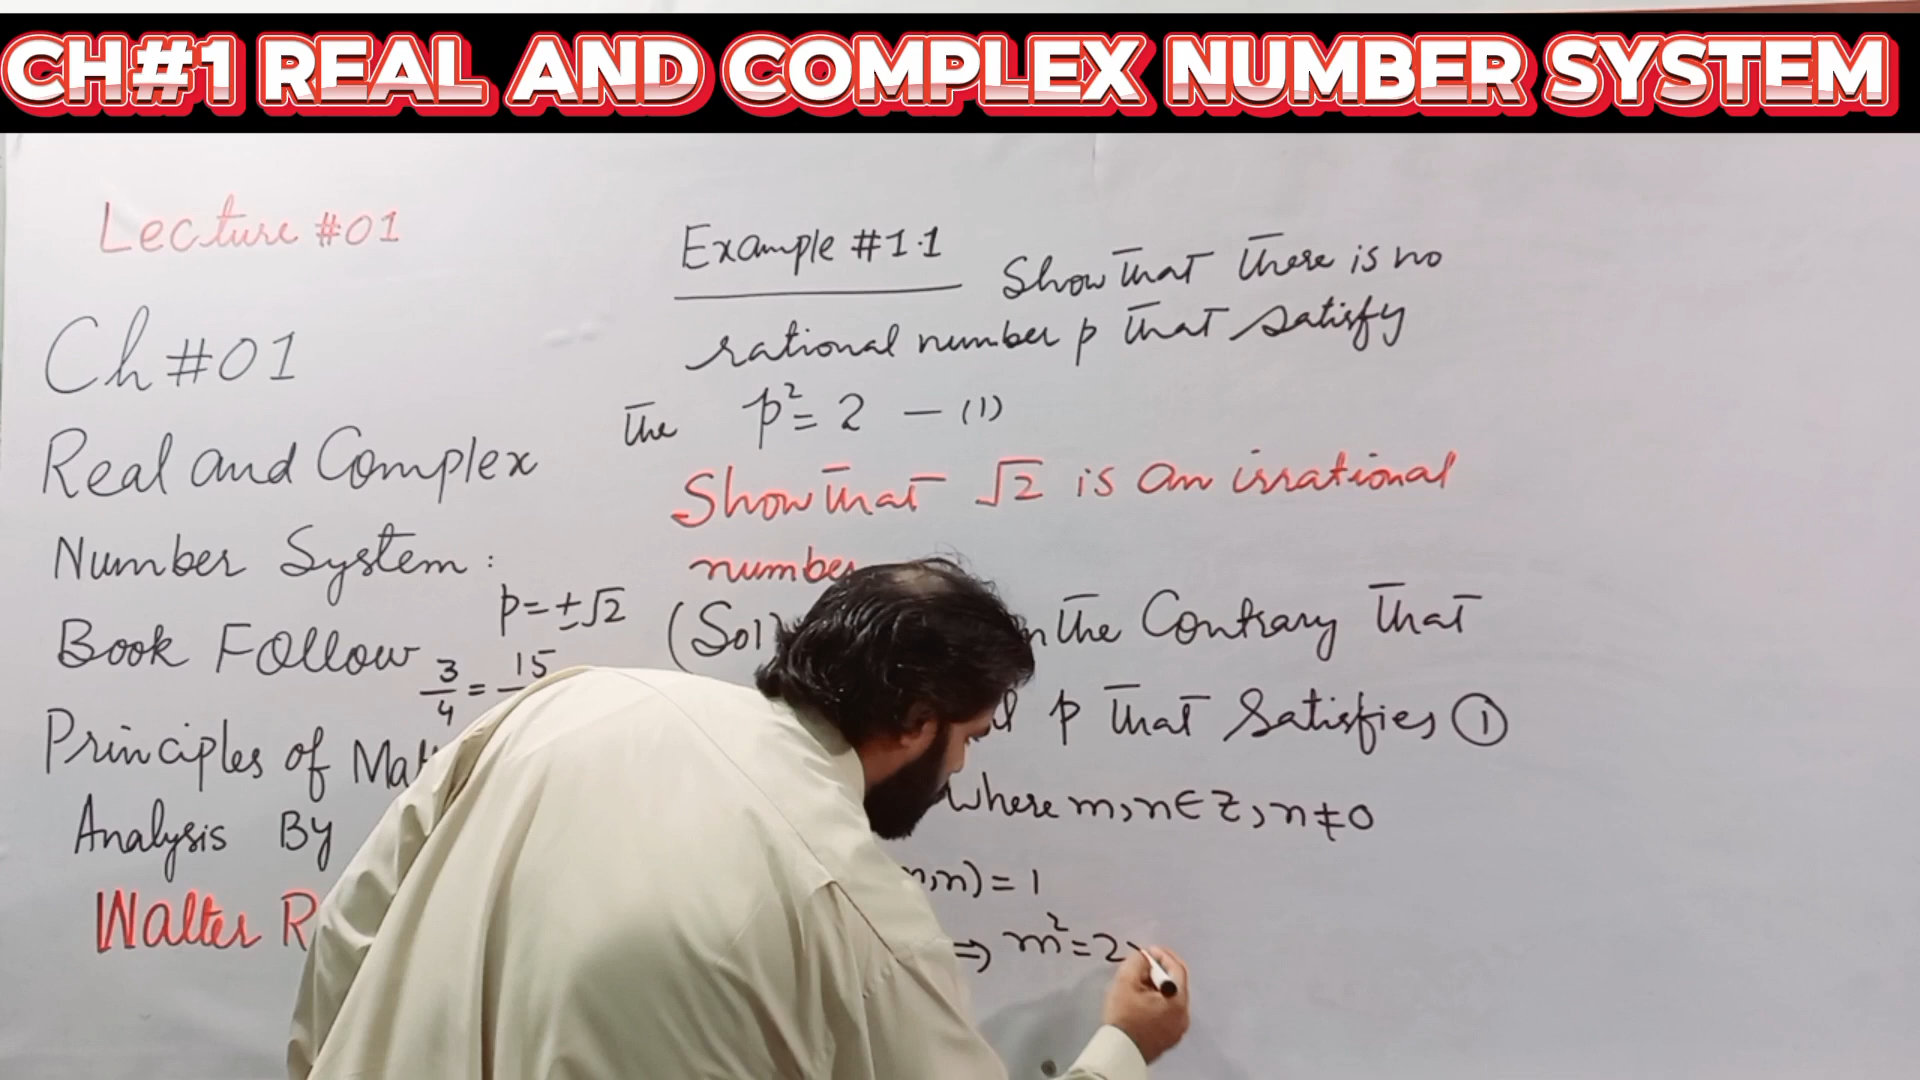 CH#1 REAL AND COMPLEX NUMBER SYSTEM
Lecture #01
Ch #01
Real and Complex
Number System :
Book Follow
Principles of
Analysis By
Walter
p=±√2
3/4 = 15
Example #1.1 Show that there is no
rational number p that satisfy
the p²=2 — (1)
Show that √2 is an irrational
number
(Sol) the Contrary that
p that satisfies ①
where m,n∈Z, n≠0
n)=1
⇒ m²=2